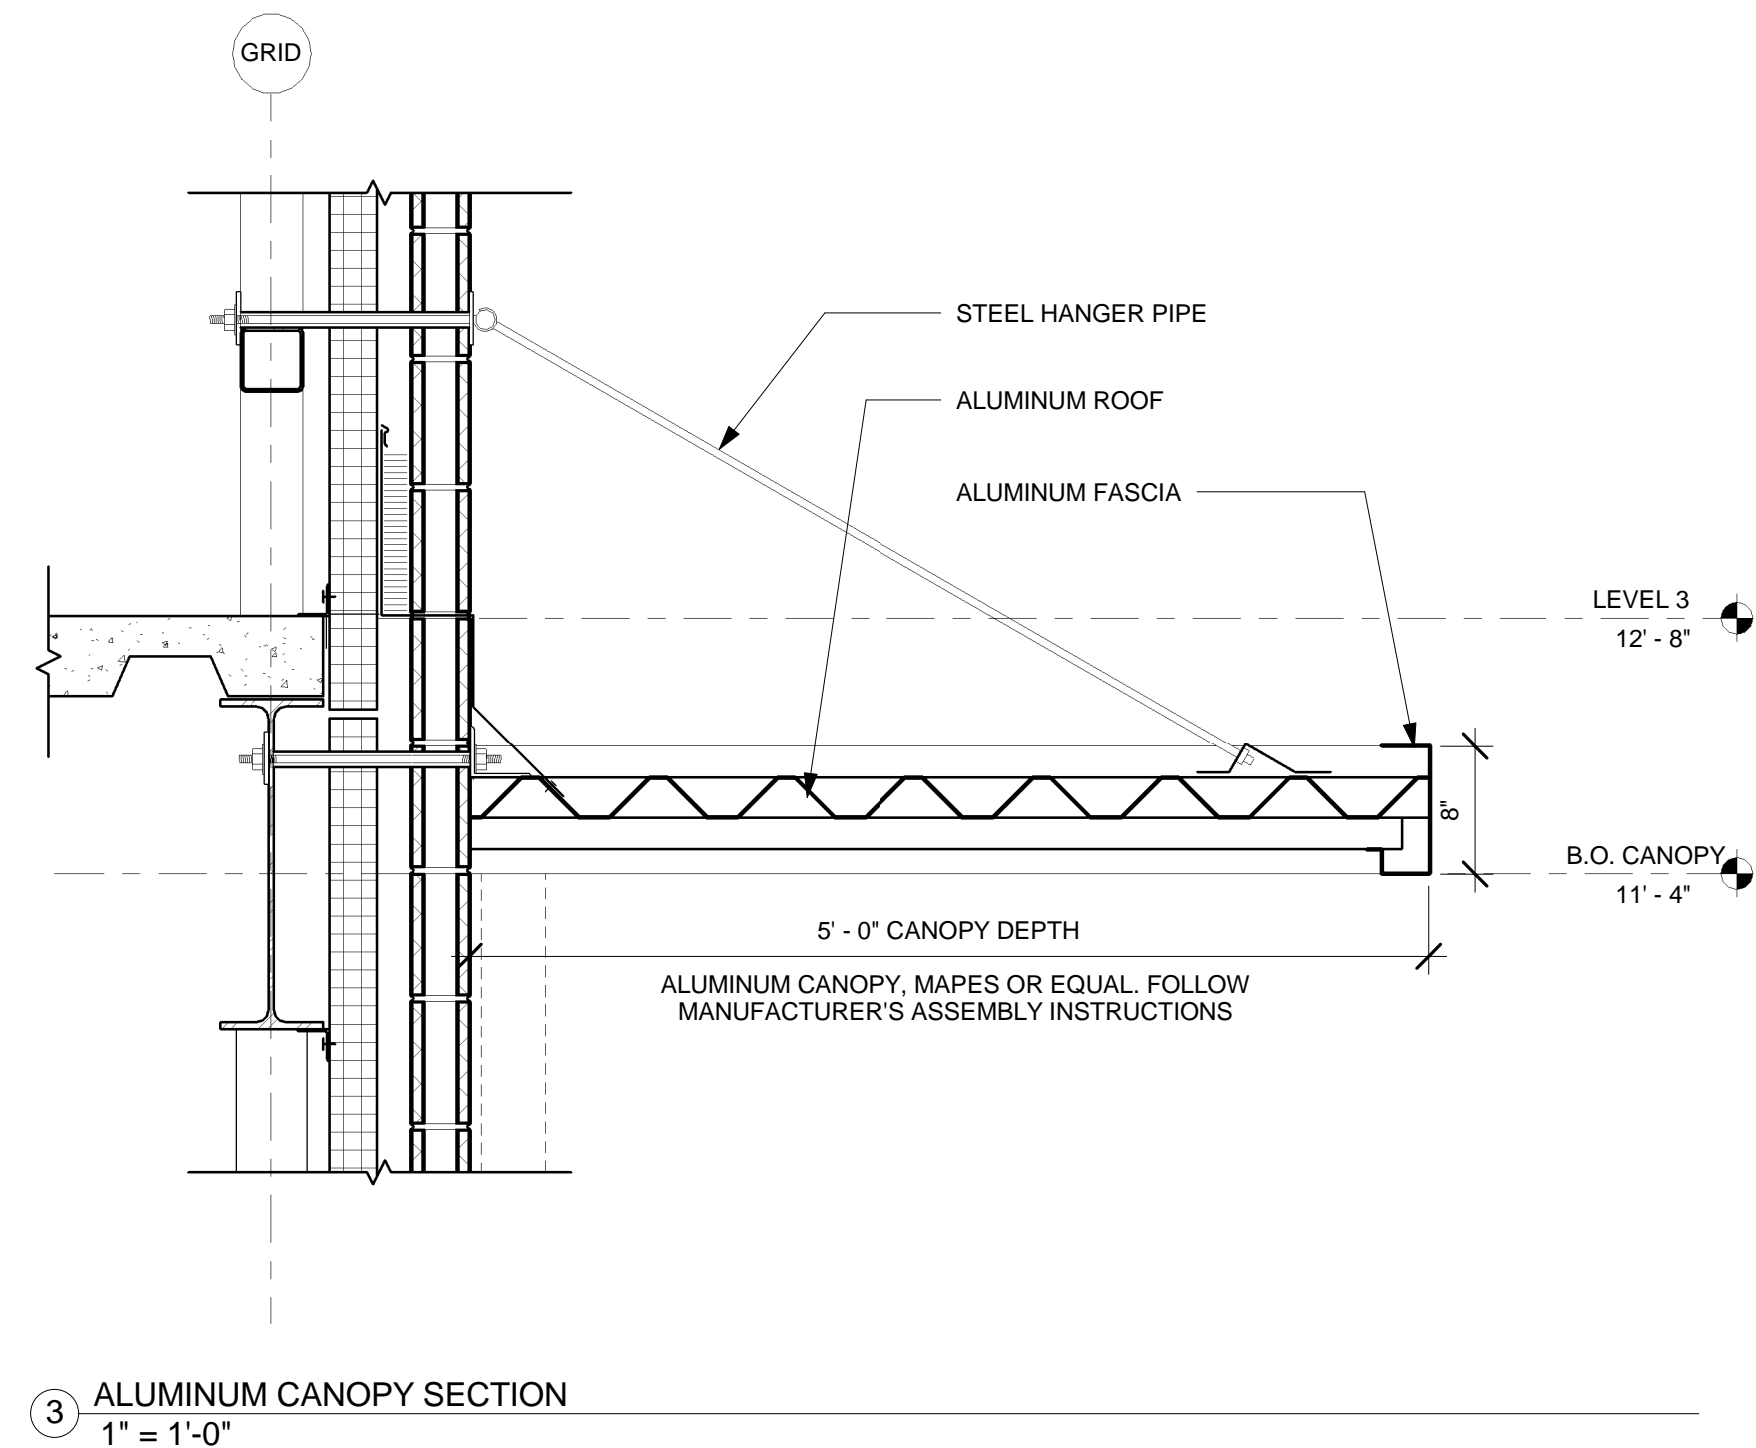 GRID
STEEL HANGER PIPE
ALUMINUM ROOF
ALUMINUM FASCIA
LEVEL 3
12' - 8"
8"
B.O. CANOPY
11' - 4"
5' - 0" CANOPY DEPTH
ALUMINUM CANOPY, MAPES OR EQUAL. FOLLOW
MANUFACTURER'S ASSEMBLY INSTRUCTIONS
3
ALUMINUM CANOPY SECTION
1" = 1'-0"